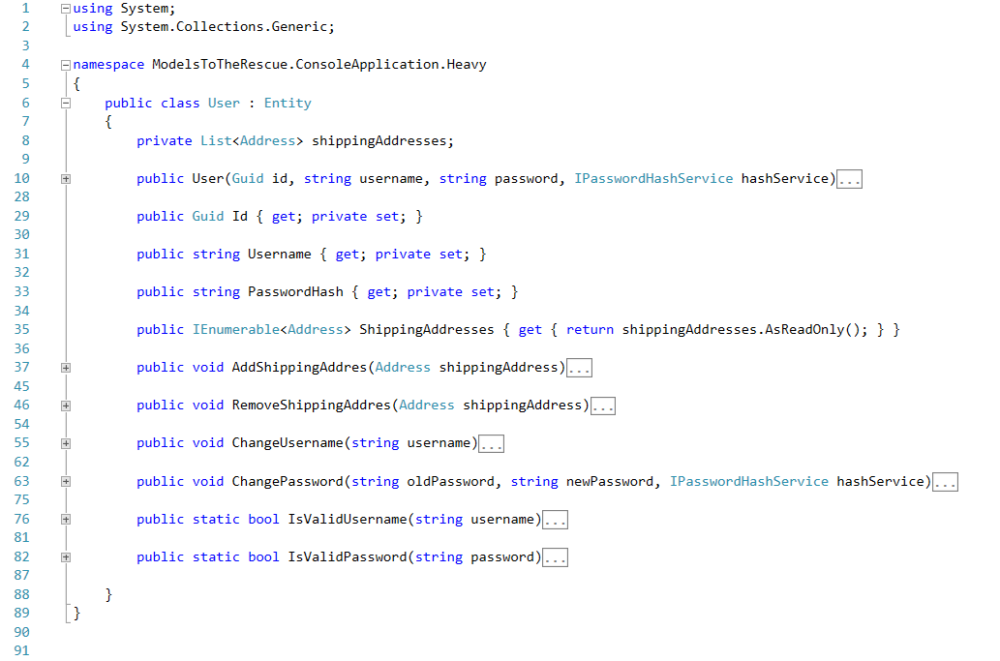 1 using System;
2 using System.Collections.Generic;
3
4 namespace ModelsToTheRescue.ConsoleApplication.Heavy
5 {
6 public class User : Entity
7 {
8 private List<Address> shippingAddresses;
9
10 public User(Guid id, string username, string password, IPasswordHashService hashService)...
28
29 public Guid Id { get; private set; }
30
31 public string Username { get; private set; }
32
33 public string PasswordHash { get; private set; }
34
35 public IEnumerable<Address> ShippingAddresses { get { return shippingAddresses.AsReadOnly(); } }
36
37 public void AddShippingAddres(Address shippingAddress)...
45
46 public void RemoveShippingAddres(Address shippingAddress)...
54
55 public void ChangeUsername(string username)...
62
63 public void ChangePassword(string oldPassword, string newPassword, IPasswordHashService hashService)...
75
76 public static bool IsValidUsername(string username)...
81
82 public static bool IsValidPassword(string password)...
87
88 }
89 }
90
91